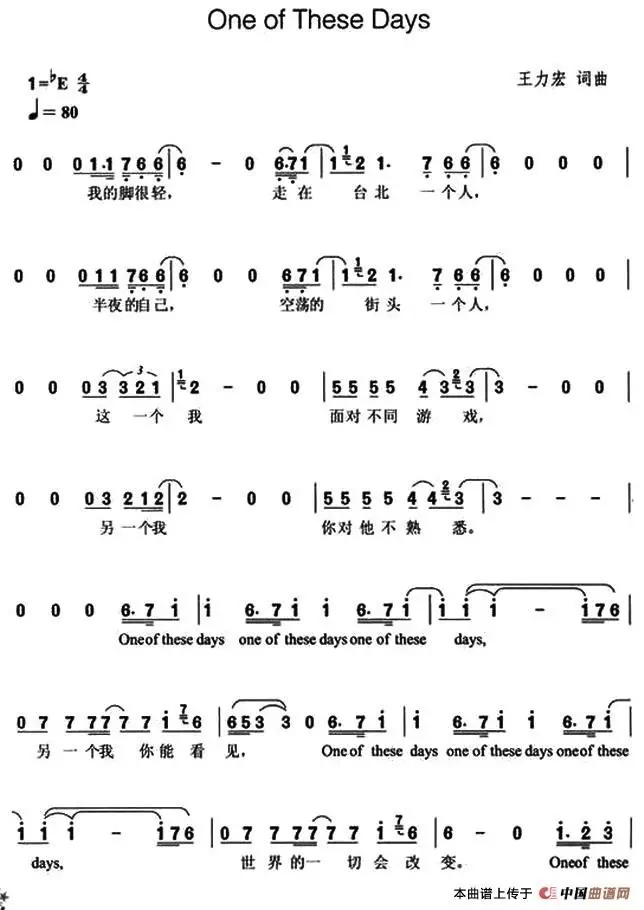 One of These Days
1=♭E 4/4
王力宏 词曲
♩= 80
0 0 0 1. 1 7 6 6 | 6 - 0 6. 7 1 | 1 1 2 1. 7 6 6 | 6 0 0 0 |
我的脚很轻, 走在 台北 一个人,
0 0 0 1 1 7 6 6 | 6 0 0 6 7 1 | 1 1 2 1. 7 6 6 | 6 0 0 0 |
半夜的自己, 空荡的 街头 一个人,
0 0 0 3 3 3 2 1 | 1 2 - 0 0 | 5 5 5 5 4 3 2 3 | 3 - 0 0 |
这 一个 我 面对不同 游 戏,
0 0 0 3 2 1 2 | 2 - 0 0 | 5 5 5 5 4 4 2 3 | 3 - - 0 |
另一个我 你对他不熟 悉。
0 0 0 6. 7 i | i 6. 7 i 6. 7 i | i i i - i 7 6 |
One of these days one of these days one of these days,
0 7 7 7 7 7 7 i 7 6 | 6 5 3 3 0 6. 7 i | i 6. 7 i 6. 7 i |
另 一个我 你能 看 见, One of these days one of these days one of these
i i i - i 7 6 | 0 7 7 7 7 7 7 i 7 6 | 6 - 0 i. 2 3 |
days, 世界的一 切会 改 变。 One of these
本曲谱上传于 中国曲谱网